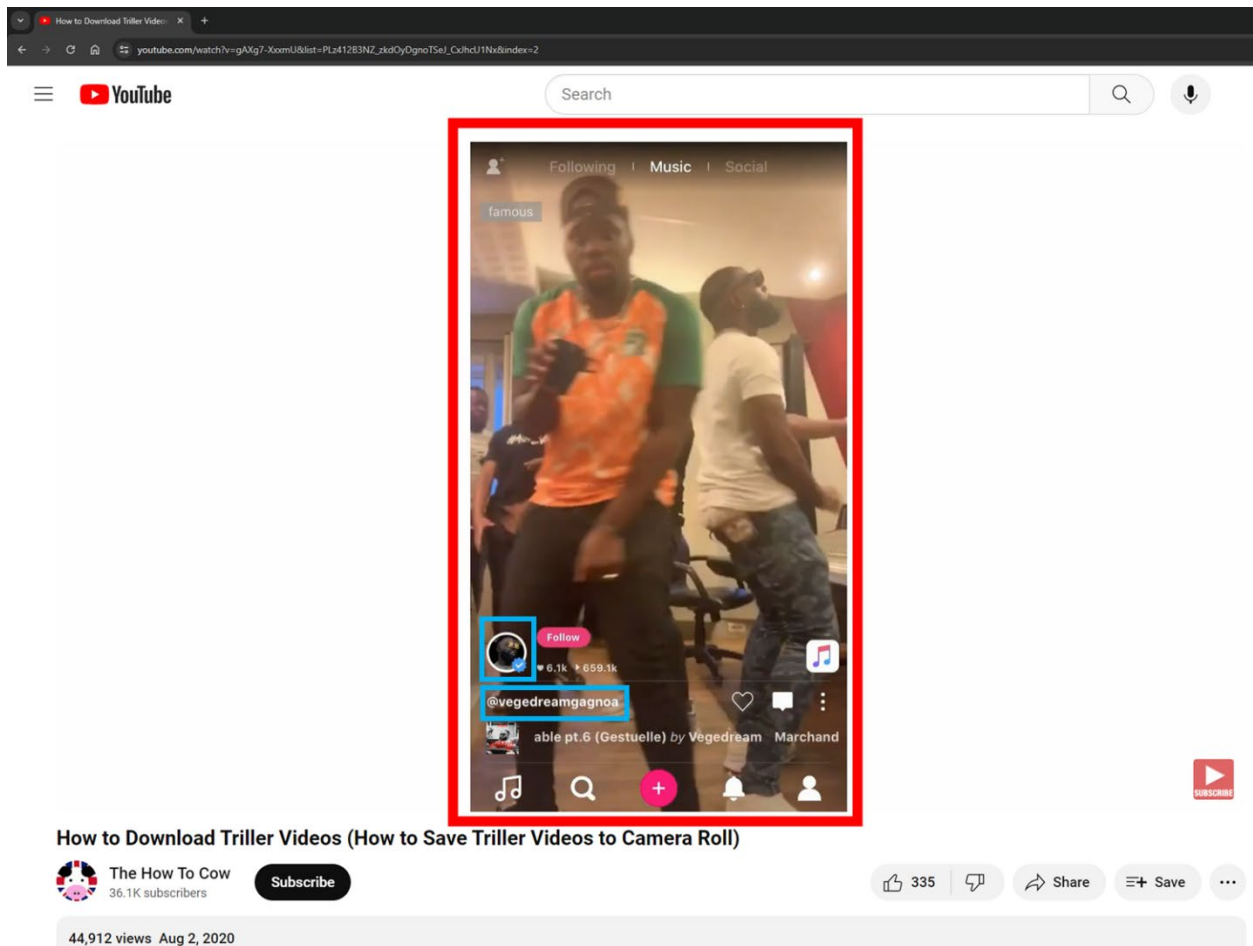 How to Download Triller Videos
youtube.com/watch?v=gAXg7-XxxmU&list=PLz412B3NZ_zkdOyDgnoTSeJ_CxJhcU1Nx&index=2
YouTube
Search
Following
Music
Social
famous
Follow
6.1k 659.1k
@vegedreamgagnoa
able pt.6 (Gestuelle) by Vegedream Marchand
SUBSCRIBE
How to Download Triller Videos (How to Save Triller Videos to Camera Roll)
The How To Cow
36.1K subscribers
Subscribe
335
Share
Save
44,912 views Aug 2, 2020